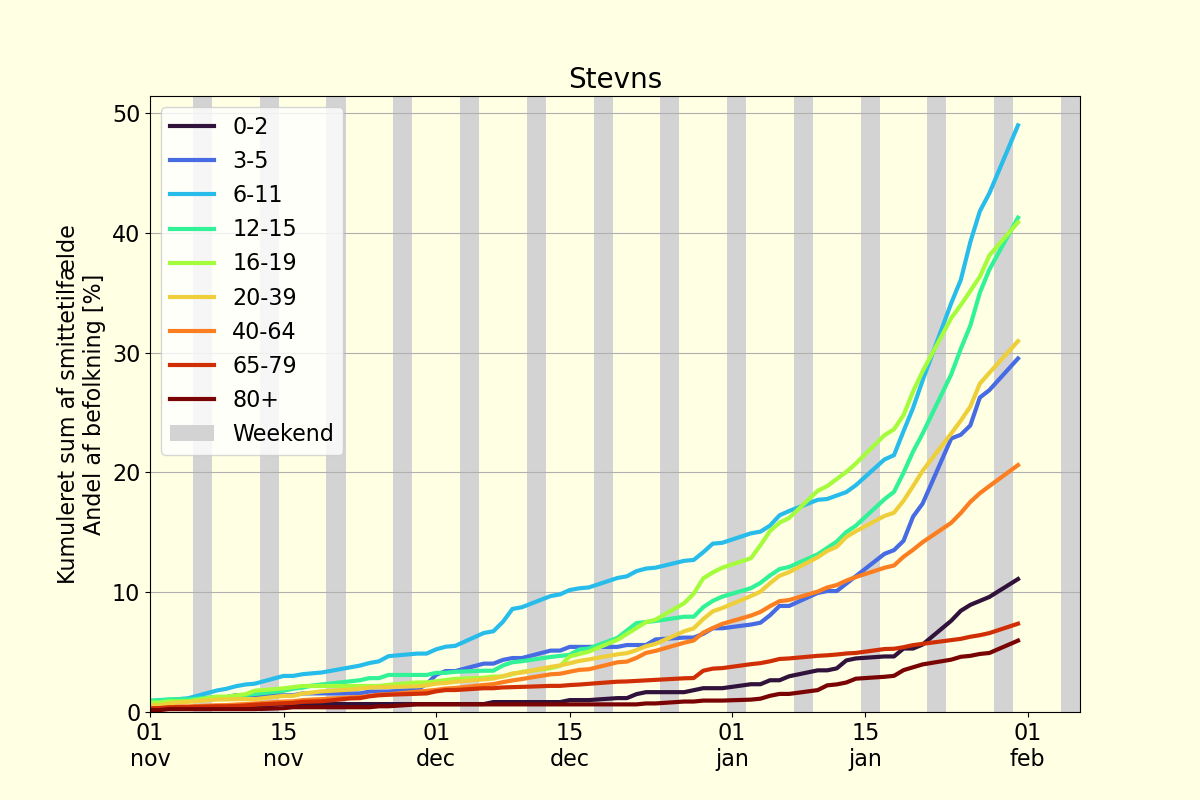 Stevns
Kumuleret sum af smittetilfælde
Andel af befolkning [%]
50
40
30
20
10
0
0-2
3-5
6-11
12-15
16-19
20-39
40-64
65-79
80+
Weekend
01
nov
15
nov
01
dec
15
dec
01
jan
15
jan
01
feb